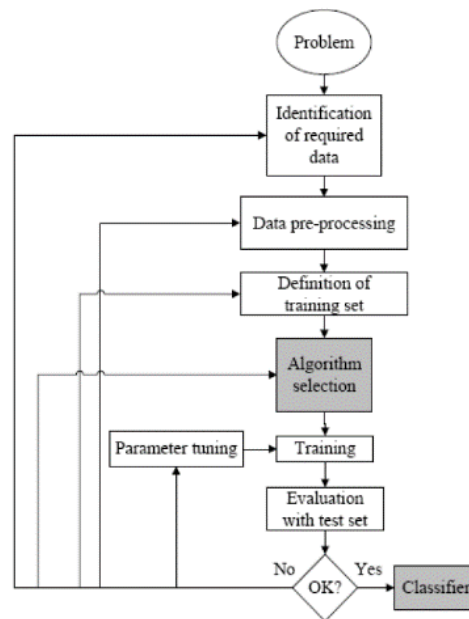 Problem
Identification
of required
data
Data pre-processing
Definition of
training set
Algorithm
selection
Parameter tuning
Training
Evaluation
with test set
No
OK?
Yes
Classifier